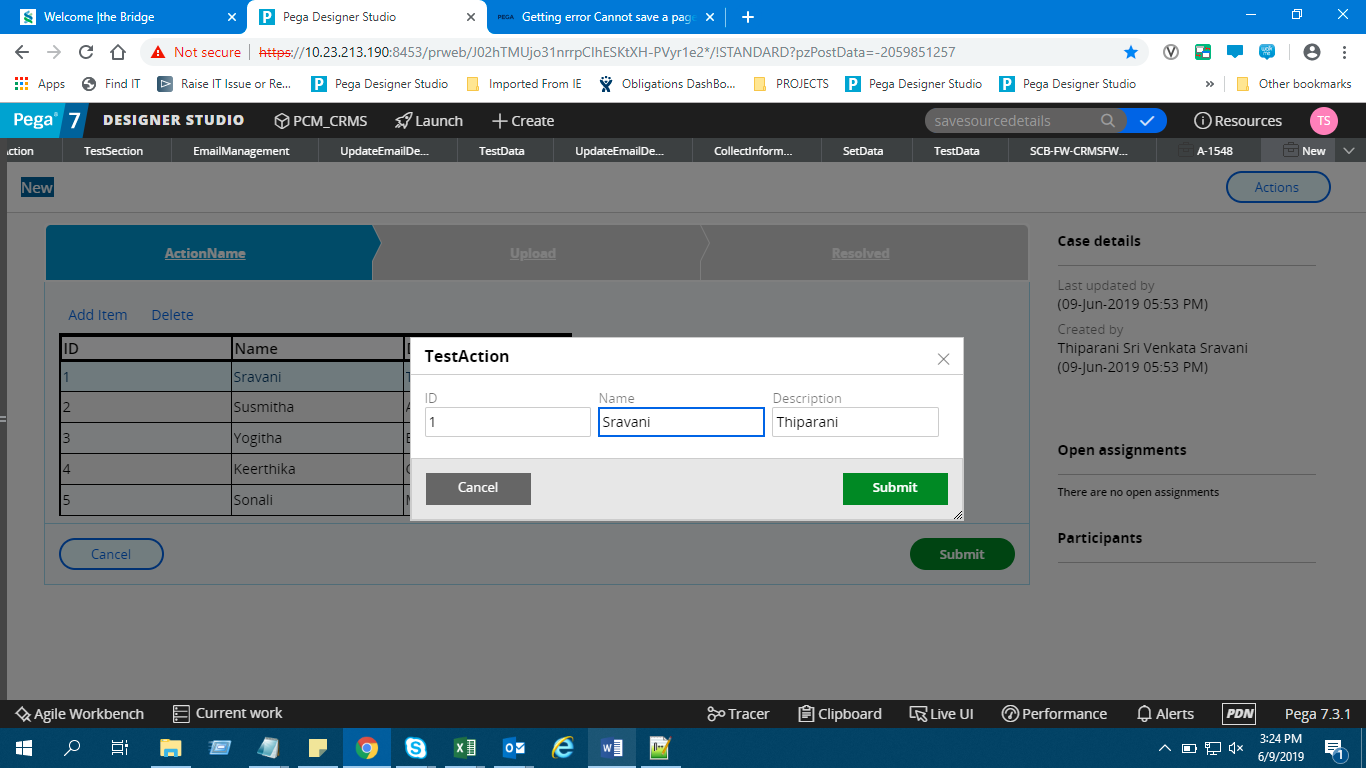 Welcome |the Bridge
Pega Designer Studio
PEGA Getting error Cannot save a pag
Not secure https://10.23.213.190:8453/prweb/J02hTMUjo31nrrpCIhESKtXH-PVyr1e2*/!STANDARD?pzPostData=-2059851257
Apps Find IT Raise IT Issue or Re... Pega Designer Studio Imported From IE Obligations DashBo... PROJECTS Pega Designer Studio Pega Designer Studio » Other bookmarks
Pega 7 DESIGNER STUDIO PCM_CRMS Launch Create savesourcedetails Resources TS
ction TestSection EmailManagement UpdateEmailDe... TestData UpdateEmailDe... CollectInform... SetData TestData SCB-FW-CRMSFW... A-1548 New
New
Actions
ActionName Upload Resolved
Add Item Delete
ID Name
1 Sravani
2 Susmitha
3 Yogitha
4 Keerthika
5 Sonali
Cancel
Submit
TestAction
ID Name Description
1 Sravani Thiparani
Cancel Submit
Case details
Last updated by
(09-Jun-2019 05:53 PM)
Created by
Thiparani Sri Venkata Sravani
(09-Jun-2019 05:53 PM)
Open assignments
There are no open assignments
Participants
Agile Workbench Current work Tracer Clipboard Live UI Performance Alerts PDN Pega 7.3.1
3:24 PM
6/9/2019
1